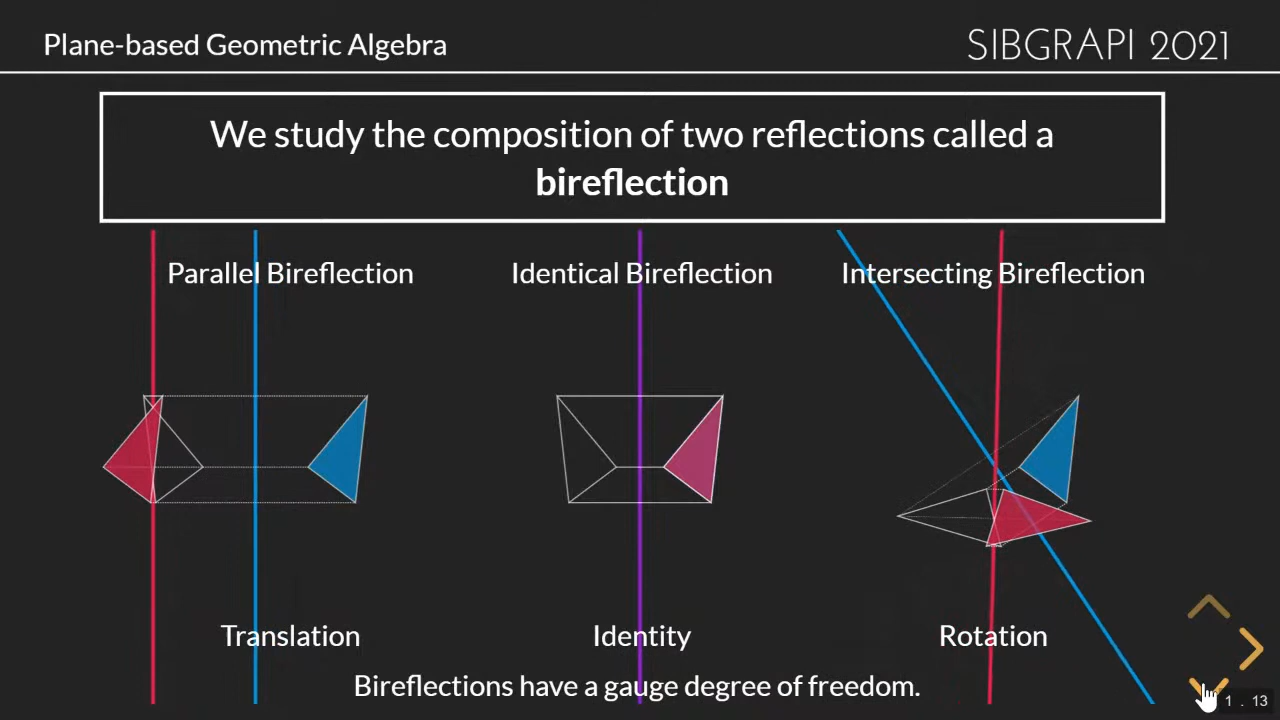 Plane-based Geometric Algebra
SIBGRAPI 2021
We study the composition of two reflections called a
bireflection
Parallel Bireflection
Identical Bireflection
Intersecting Bireflection
Translation
Identity
Rotation
Bireflections have a gauge degree of freedom.
1 . 13